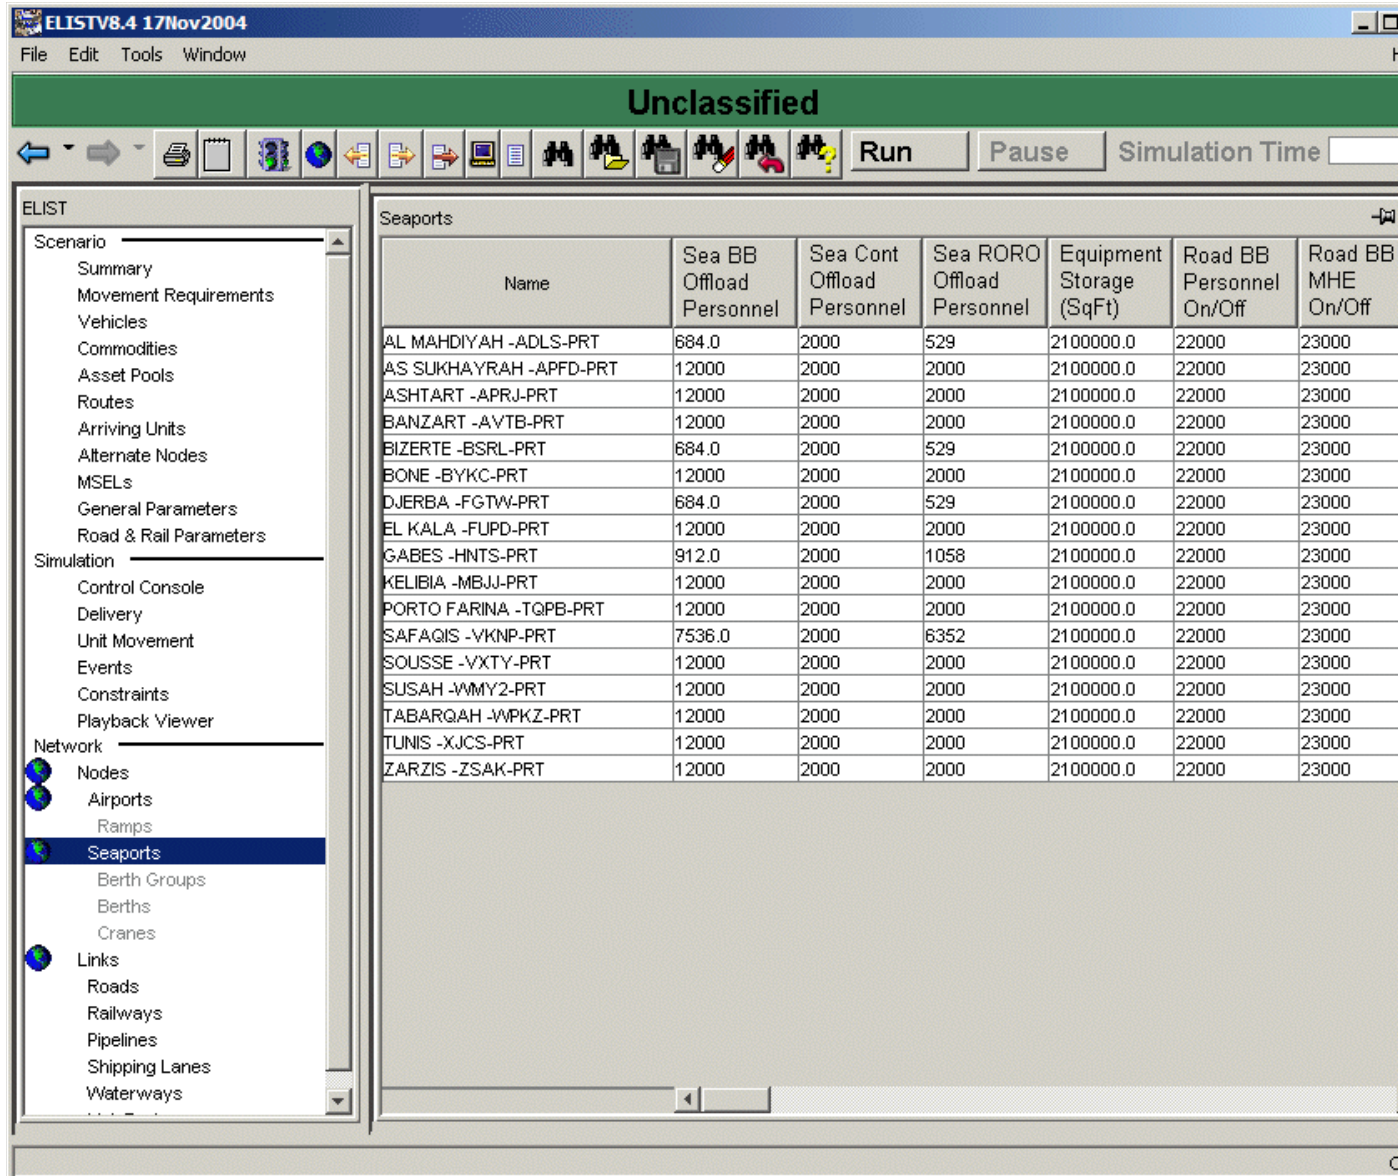 ELISTV8.4 17Nov2004
File Edit Tools Window
Unclassified
Run Pause Simulation Time
ELIST
Scenario
Summary
Movement Requirements
Vehicles
Commodities
Asset Pools
Routes
Arriving Units
Alternate Nodes
MSELs
General Parameters
Road & Rail Parameters
Simulation
Control Console
Delivery
Unit Movement
Events
Constraints
Playback Viewer
Network
Nodes
Airports
Ramps
Seaports
Berth Groups
Berths
Cranes
Links
Roads
Railways
Pipelines
Shipping Lanes
Waterways
Seaports
Name Sea BB Offload Personnel Sea Cont Offload Personnel Sea RORO Offload Personnel Equipment Storage (SqFt) Road BB Personnel On/Off Road BB MHE On/Off
AL MAHDIYAH -ADLS-PRT 684.0 2000 529 2100000.0 22000 23000
AS SUKHAYRAH -APFD-PRT 12000 2000 2000 2100000.0 22000 23000
ASHTART -APRJ-PRT 12000 2000 2000 2100000.0 22000 23000
BANZART -AVTB-PRT 12000 2000 2000 2100000.0 22000 23000
BIZERTE -BSRL-PRT 684.0 2000 529 2100000.0 22000 23000
BONE -BYKC-PRT 12000 2000 2000 2100000.0 22000 23000
DJERBA -FGTW-PRT 684.0 2000 529 2100000.0 22000 23000
EL KALA -FUPD-PRT 12000 2000 2000 2100000.0 22000 23000
GABES -HNTS-PRT 912.0 2000 1058 2100000.0 22000 23000
KELIBIA -MBJJ-PRT 12000 2000 2000 2100000.0 22000 23000
PORTO FARINA -TQPB-PRT 12000 2000 2000 2100000.0 22000 23000
SAFAQIS -VKNP-PRT 7536.0 2000 6352 2100000.0 22000 23000
SOUSSE -VXTY-PRT 12000 2000 2000 2100000.0 22000 23000
SUSAH -WMY2-PRT 12000 2000 2000 2100000.0 22000 23000
TABARQAH -WPKZ-PRT 12000 2000 2000 2100000.0 22000 23000
TUNIS -XJCS-PRT 12000 2000 2000 2100000.0 22000 23000
ZARZIS -ZSAK-PRT 12000 2000 2000 2100000.0 22000 23000